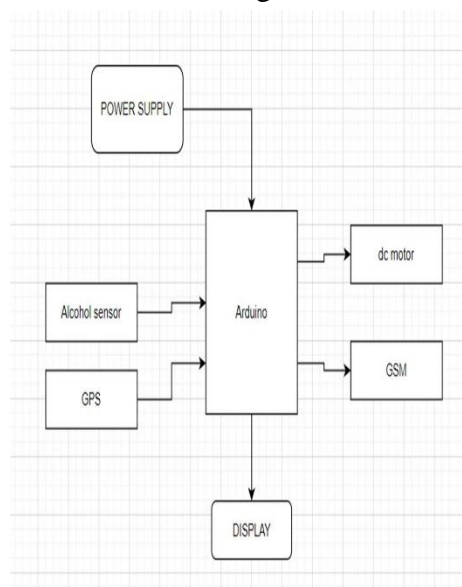 POWER SUPPLY
dc motor
Alcohol sensor
Arduino
GPS
GSM
DISPLAY